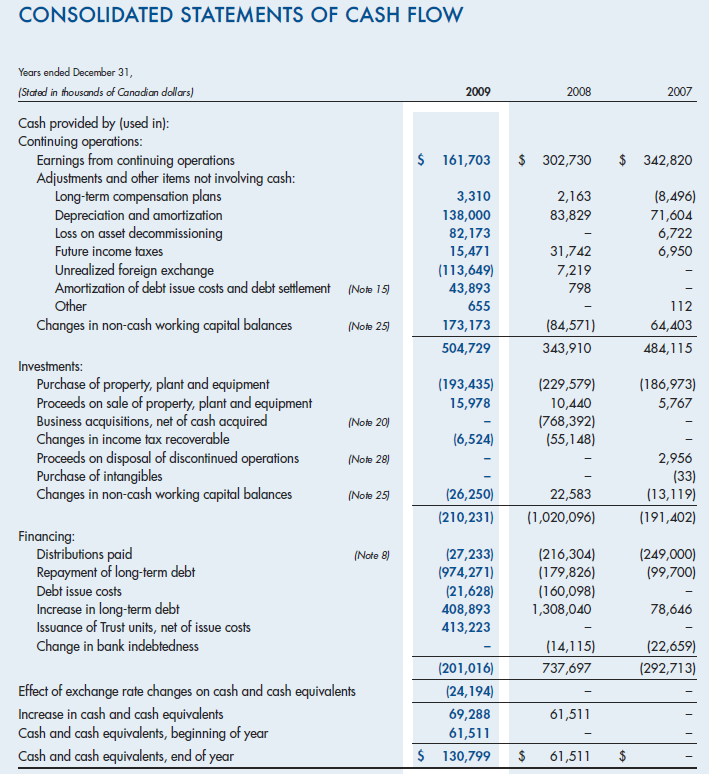 CONSOLIDATED STATEMENTS OF CASH FLOW
Years ended December 31,
(Stated in thousands of Canadian dollars) 2009 2008 2007
Cash provided by (used in):
Continuing operations:
Earnings from continuing operations $ 161,703 $ 302,730 $ 342,820
Adjustments and other items not involving cash:
Long-term compensation plans 3,310 2,163 (8,496)
Depreciation and amortization 138,000 83,829 71,604
Loss on asset decommissioning 82,173 – 6,722
Future income taxes 15,471 31,742 6,950
Unrealized foreign exchange (113,649) 7,219 –
Amortization of debt issue costs and debt settlement (Note 15) 43,893 798 –
Other 655 – 112
Changes in non-cash working capital balances (Note 25) 173,173 (84,571) 64,403
504,729 343,910 484,115
Investments:
Purchase of property, plant and equipment (193,435) (229,579) (186,973)
Proceeds on sale of property, plant and equipment 15,978 10,440 5,767
Business acquisitions, net of cash acquired (Note 20) – (768,392) –
Changes in income tax recoverable (6,524) (55,148) –
Proceeds on disposal of discontinued operations (Note 28) – – 2,956
Purchase of intangibles – – (33)
Changes in non-cash working capital balances (Note 25) (26,250) 22,583 (13,119)
(210,231) (1,020,096) (191,402)
Financing:
Distributions paid (Note 8) (27,233) (216,304) (249,000)
Repayment of long-term debt (974,271) (179,826) (99,700)
Debt issue costs (21,628) (160,098) –
Increase in long-term debt 408,893 1,308,040 78,646
Issuance of Trust units, net of issue costs 413,223 – –
Change in bank indebtedness – (14,115) (22,659)
(201,016) 737,697 (292,713)
Effect of exchange rate changes on cash and cash equivalents (24,194) – –
Increase in cash and cash equivalents 69,288 61,511 –
Cash and cash equivalents, beginning of year 61,511 – –
Cash and cash equivalents, end of year $ 130,799 $ 61,511 $ –